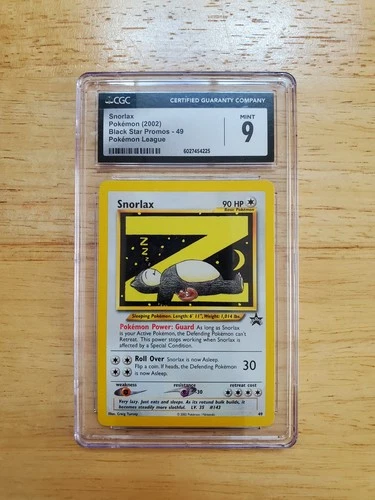 CGC
CERTIFIED GUARANTY COMPANY
Snorlax
Pokémon (2002)
Black Star Promos - 49
Pokémon League
MINT
9
6027454225
Snorlax
90 HP
Basic Pokémon
Z
Z
Z
Z
Sleeping Pokémon. Length: 6' 11", Weight: 1,014 lbs.
Pokémon Power: Guard As long as Snorlax
is your Active Pokémon, the Defending Pokémon can't
Retreat. This power stops working when Snorlax is
affected by a Special Condition.
Roll Over Snorlax is now Asleep.
Flip a coin. If heads, the Defending Pokémon
is now Asleep.
30
weakness
resistance
retreat cost
-30
Very lazy. Just eats and sleeps. As its rotund bulk builds, it
becomes steadily more slothful. LV. 33 #143
49